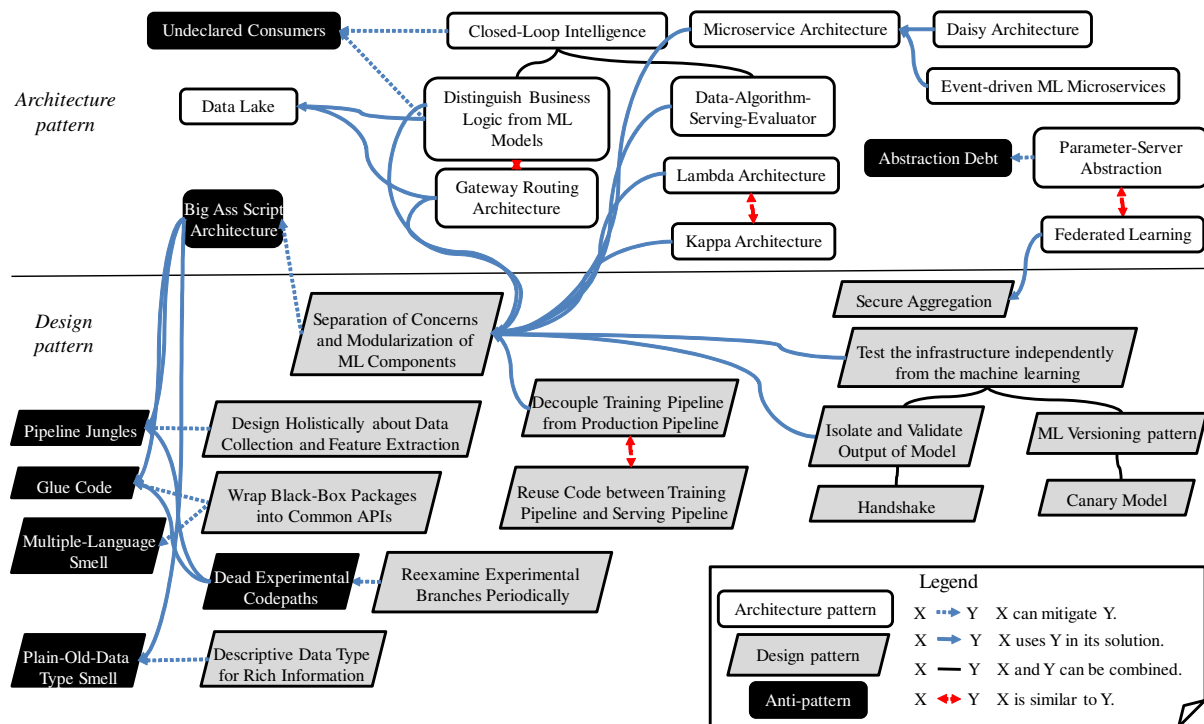 Undeclared Consumers
Closed-Loop Intelligence
Microservice Architecture
Daisy Architecture
Architecture
pattern
Data Lake
Distinguish Business
Logic from ML
Models
Data-Algorithm-
Serving-Evaluator
Event-driven ML Microservices
Abstraction Debt
Parameter-Server
Abstraction
Gateway Routing
Architecture
Lambda Architecture
Big Ass Script
Architecture
Kappa Architecture
Federated Learning
Design
pattern
Separation of Concerns
and Modularization of
ML Components
Secure Aggregation
Test the infrastructure independently
from the machine learning
Pipeline Jungles
Design Holistically about Data
Collection and Feature Extraction
Decouple Training Pipeline
from Production Pipeline
Isolate and Validate
Output of Model
ML Versioning pattern
Glue Code
Wrap Black-Box Packages
into Common APIs
Reuse Code between Training
Pipeline and Serving Pipeline
Handshake
Canary Model
Multiple-Language
Smell
Dead Experimental
Codepaths
Reexamine Experimental
Branches Periodically
Plain-Old-Data
Type Smell
Descriptive Data Type
for Rich Information
Legend
Architecture pattern
X Y X can mitigate Y.
X Y X uses Y in its solution.
Design pattern
X Y X and Y can be combined.
Anti-pattern
X Y X is similar to Y.